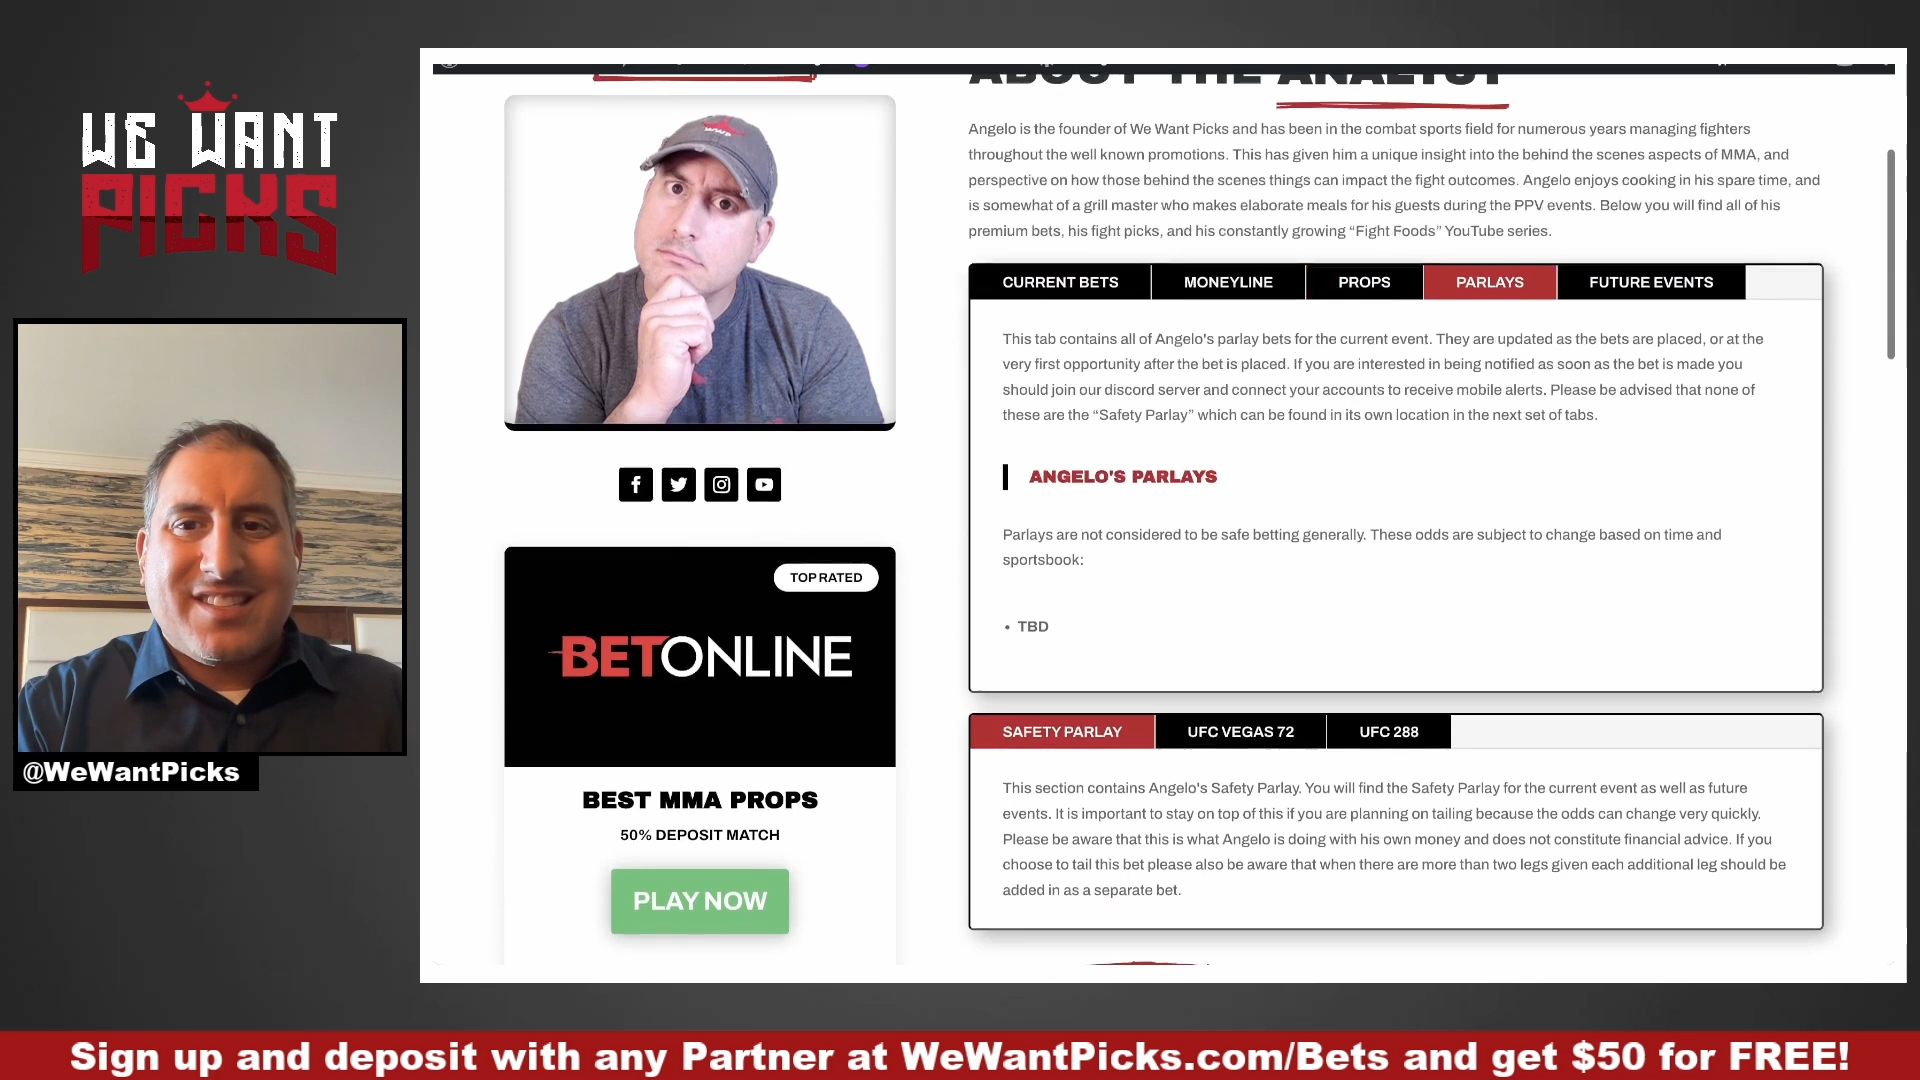 WE WANT
PICKS
@WeWantPicks
ABOUT THE ANALYST
Angelo is the founder of We Want Picks and has been in the combat sports field for numerous years managing fighters
throughout the well known promotions. This has given him a unique insight into the behind the scenes aspects of MMA, and
perspective on how those behind the scenes things can impact the fight outcomes. Angelo enjoys cooking in his spare time, and
is somewhat of a grill master who makes elaborate meals for his guests during the PPV events. Below you will find all of his
premium bets, his fight picks, and his constantly growing “Fight Foods” YouTube series.
CURRENT BETS MONEYLINE PROPS PARLAYS FUTURE EVENTS
This tab contains all of Angelo's parlay bets for the current event. They are updated as the bets are placed, or at the
very first opportunity after the bet is placed. If you are interested in being notified as soon as the bet is made you
should join our discord server and connect your accounts to receive mobile alerts. Please be advised that none of
these are the “Safety Parlay” which can be found in its own location in the next set of tabs.
ANGELO'S PARLAYS
Parlays are not considered to be safe betting generally. These odds are subject to change based on time and
sportsbook:
• TBD
TOP RATED
BETONLINE
BEST MMA PROPS
50% DEPOSIT MATCH
PLAY NOW
SAFETY PARLAY UFC VEGAS 72 UFC 288
This section contains Angelo's Safety Parlay. You will find the Safety Parlay for the current event as well as future
events. It is important to stay on top of this if you are planning on tailing because the odds can change very quickly.
Please be aware that this is what Angelo is doing with his own money and does not constitute financial advice. If you
choose to tail this bet please also be aware that when there are more than two legs given each additional leg should be
added in as a separate bet.
Sign up and deposit with any Partner at WeWantPicks.com/Bets and get $50 for FREE!